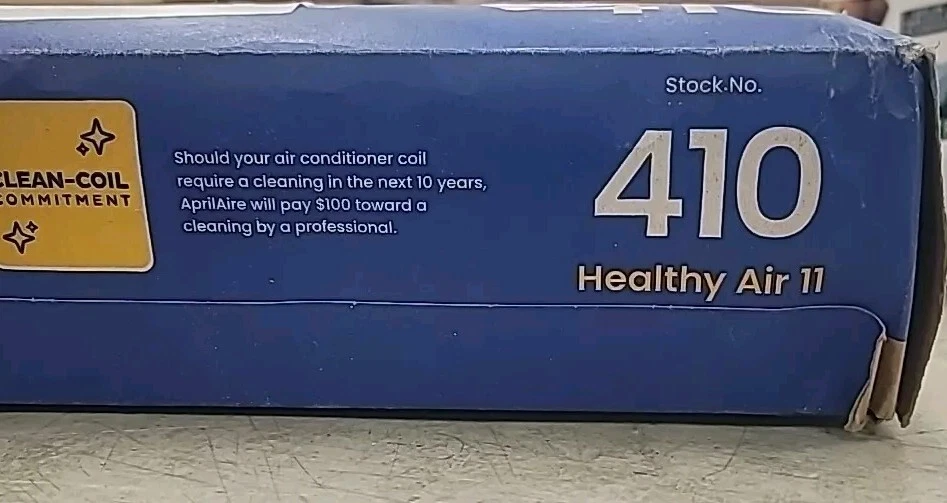 Stock No.
410
Healthy Air 11
CLEAN-COIL
COMMITMENT
Should your air conditioner coil
require a cleaning in the next 10 years,
AprilAire will pay $100 toward a
cleaning by a professional.